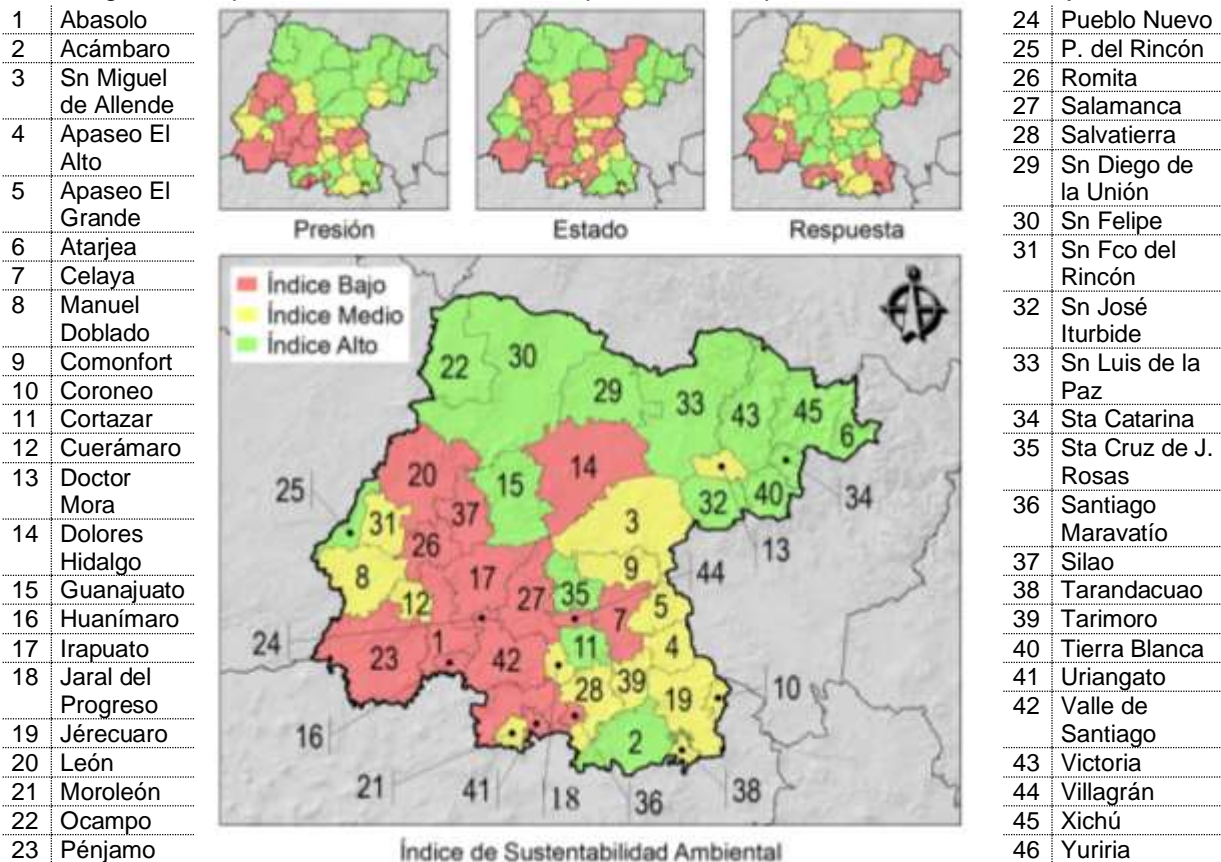 1 Abasolo
2 Acámbaro
3 Sn Miguel
de Allende
4 Apaseo El
Alto
5 Apaseo El
Grande
6 Atarjea
7 Celaya
8 Manuel
Doblado
9 Comonfort
10 Coroneo
11 Cortazar
12 Cuerámaro
13 Doctor
Mora
14 Dolores
Hidalgo
15 Guanajuato
16 Huanímaro
17 Irapuato
18 Jaral del
Progreso
19 Jérecuaro
20 León
21 Moroleón
22 Ocampo
23 Pénjamo
Presión
Estado
Respuesta
Índice Bajo
Índice Medio
Índice Alto
30
22
29
33
43
45
6
20
14
15
25
40
34
32
31
37
3
13
26
8
9
44
17
12
27
35
5
7
24
1
11
4
23
42
28
39
19
10
16
2
21
41
18
36
38
Índice de Sustentabilidad Ambiental
24 Pueblo Nuevo
25 P. del Rincón
26 Romita
27 Salamanca
28 Salvatierra
29 Sn Diego de
la Unión
30 Sn Felipe
31 Sn Fco del
Rincón
32 Sn José
Iturbide
33 Sn Luis de la
Paz
34 Sta Catarina
35 Sta Cruz de J.
Rosas
36 Santiago
Maravatío
37 Silao
38 Tarandacuao
39 Tarimoro
40 Tierra Blanca
41 Uriangato
42 Valle de
Santiago
43 Victoria
44 Villagrán
45 Xichú
46 Yuriria